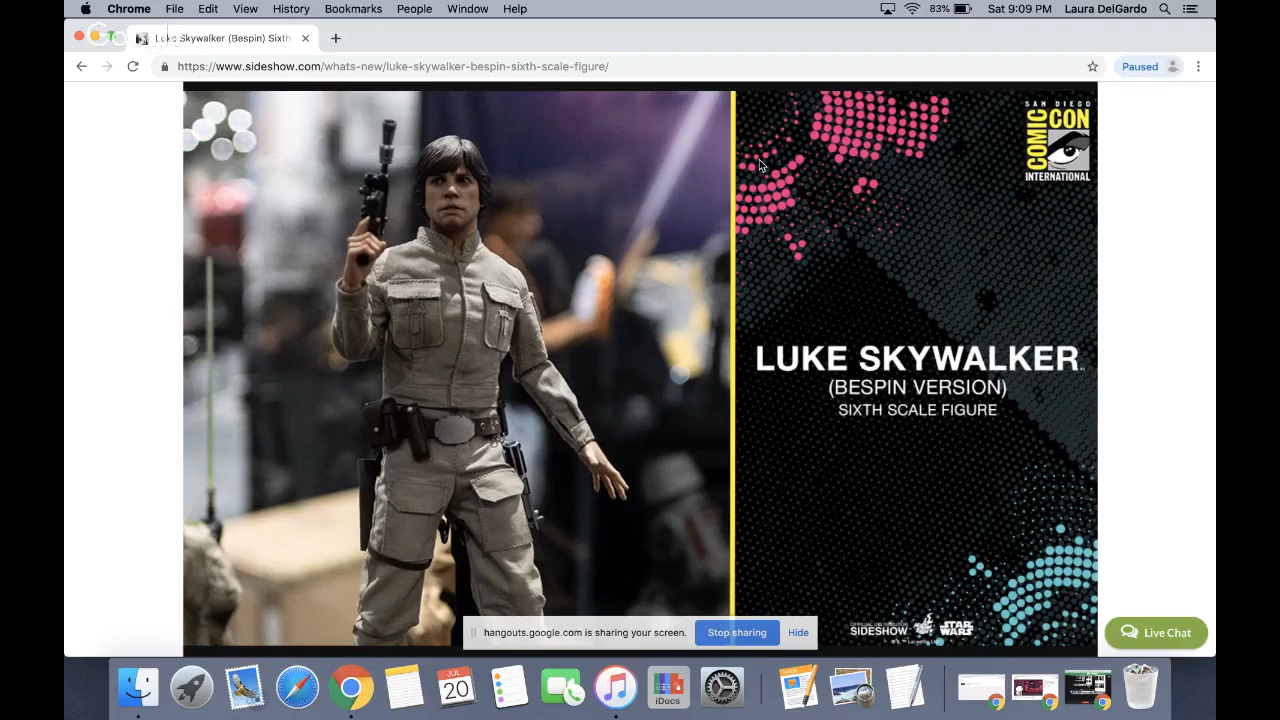 Chrome File Edit View History Bookmarks People Window Help 83% Sat 9:09 PM Laura DelGardo
Google
Luke Skywalker (Bespin) Sixth
https://www.sideshow.com/whats-new/luke-skywalker-bespin-sixth-scale-figure/
Paused
SAN DIEGO
COMIC CON
INTERNATIONAL
LUKE SKYWALKER
(BESPIN VERSION)
SIXTH SCALE FIGURE
OFFICIAL DISTRIBUTOR
SIDESHOW
STAR WARS
hangouts.google.com is sharing your screen. Stop sharing Hide
Live Chat
JUL
20
iDocs